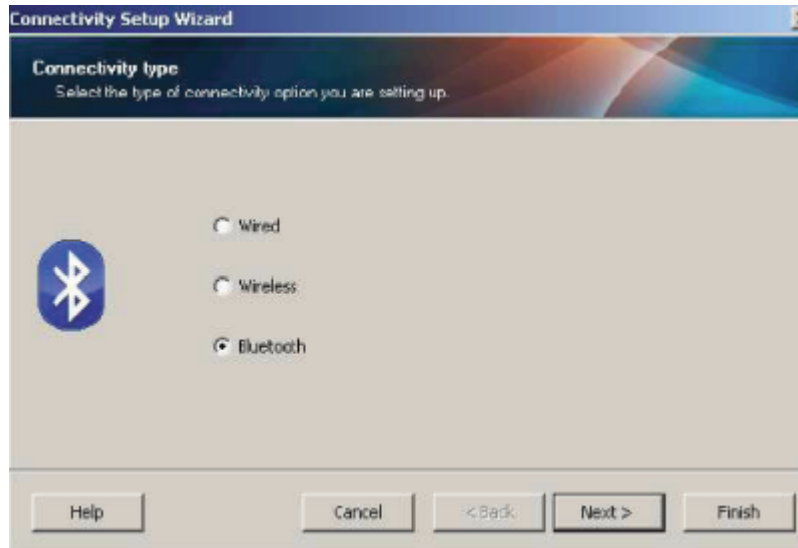 Connectivity Setup Wizard
Connectivity type
Select the type of connectivity option you are setting up.
Wired
Wireless
Bluetooth
Help Cancel < Back Next > Finish